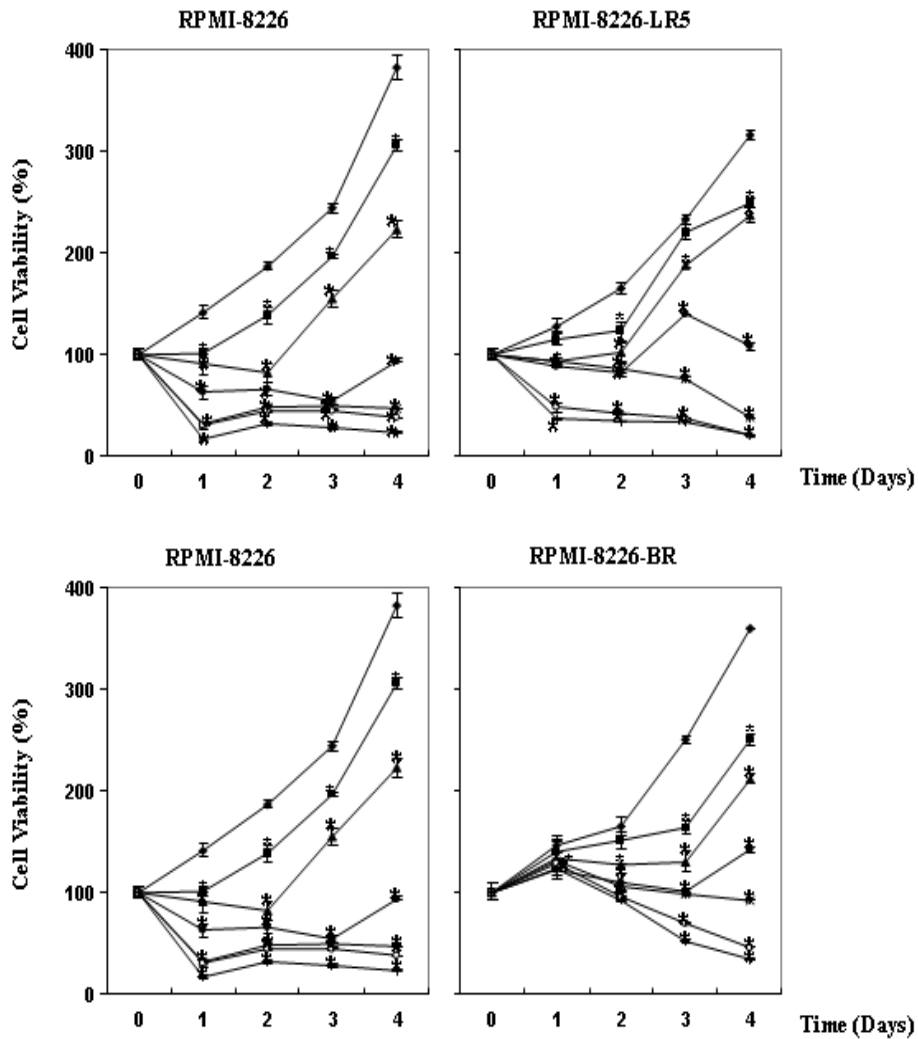 RPMI-8226 RPMI-8226-LR5
400
300
200
100
0
Cell Viability (%)
0 1 2 3 4 0 1 2 3 4
Time (Days)
RPMI-8226 RPMI-8226-BR
400
300
200
100
0
Cell Viability (%)
0 1 2 3 4 0 1 2 3 4
Time (Days)